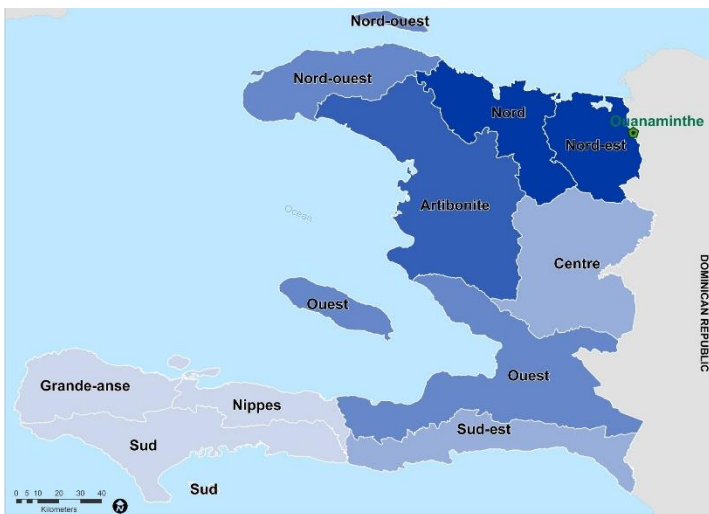 Nord-ouest
Nord-ouest
Nord
Ouanaminthe
Nord-est
Artibonite
Ocean
Centre
DOMINICAN REPUBLIC
Ouest
Ouest
Grande-anse
Nippes
Sud-est
Sud
Sud
0 5 10 20 30 40
Kilometers